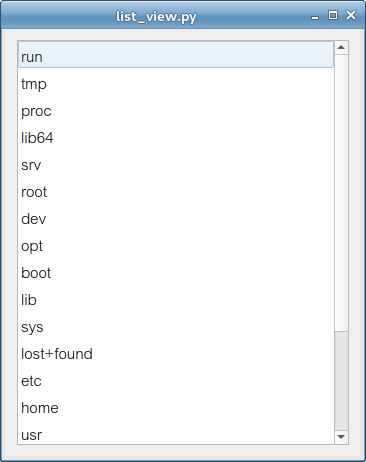 list_view.py
run
tmp
proc
lib64
srv
root
dev
opt
boot
lib
sys
lost+found
etc
home
usr